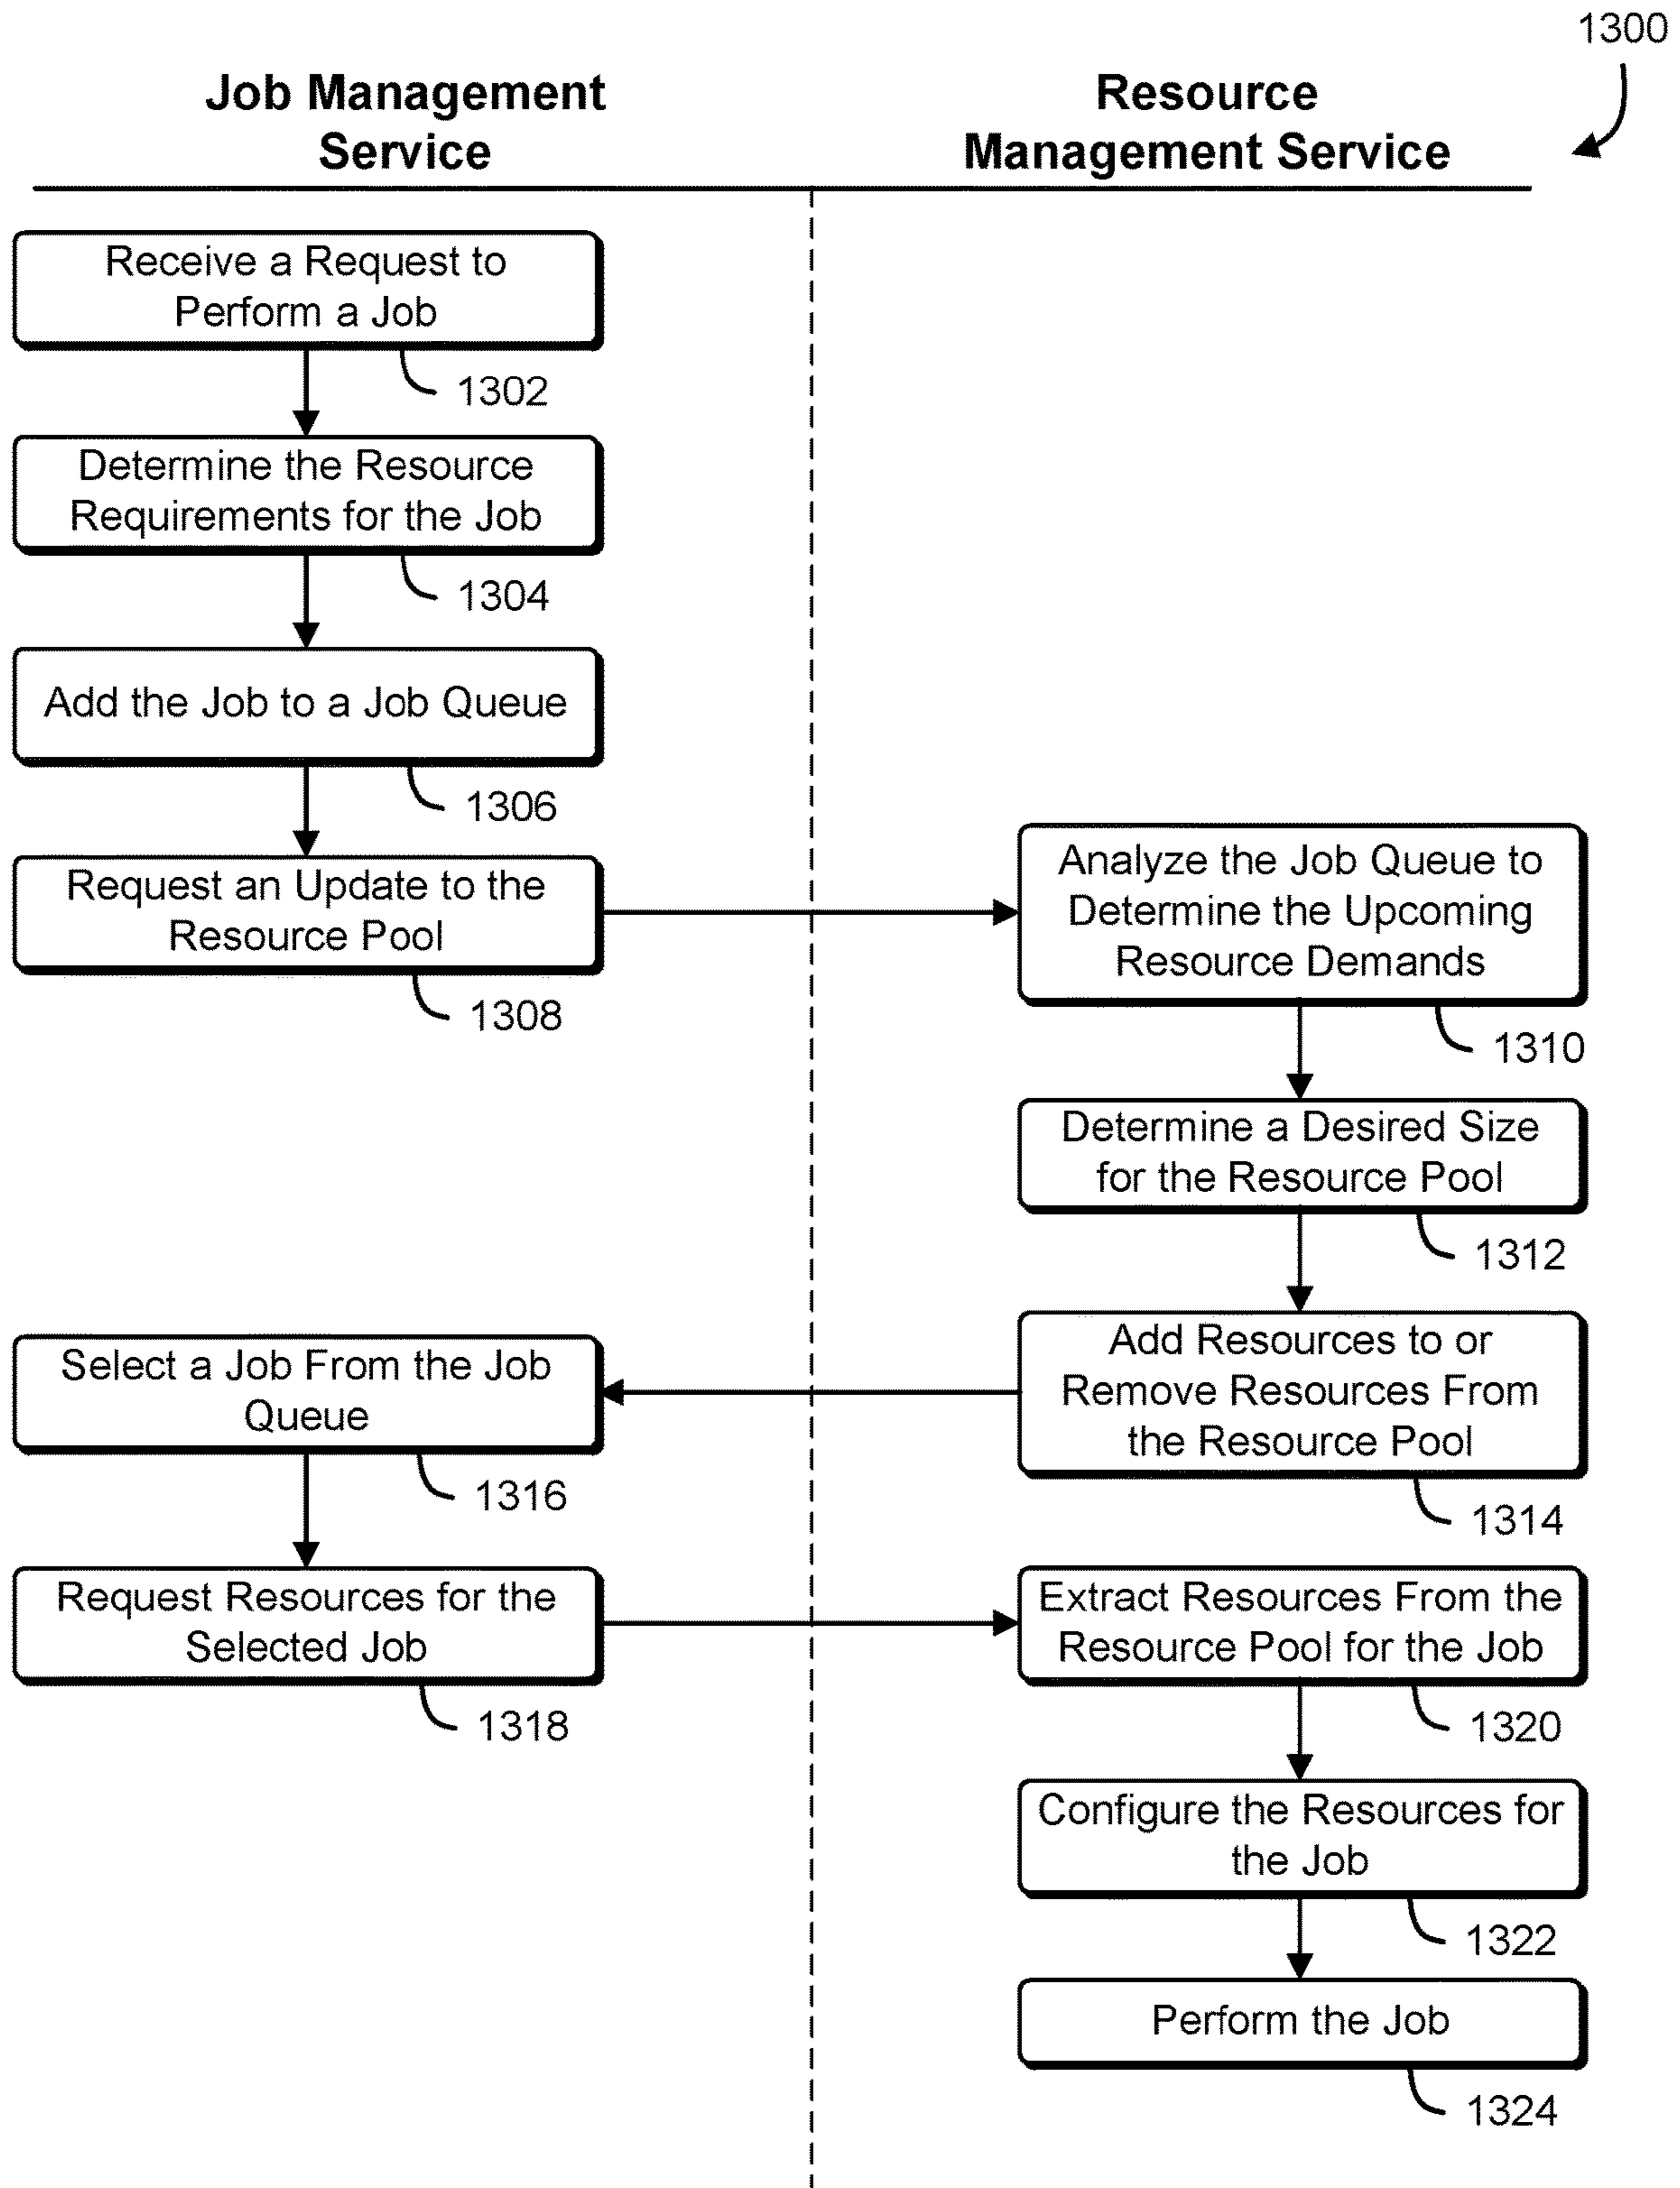 1300
Job Management
Service
Resource
Management Service
Receive a Request to
Perform a Job
1302
Determine the Resource
Requirements for the Job
1304
Add the Job to a Job Queue
1306
Request an Update to the
Resource Pool
1308
Analyze the Job Queue to
Determine the Upcoming
Resource Demands
1310
Determine a Desired Size
for the Resource Pool
1312
Add Resources to or
Remove Resources From
the Resource Pool
1314
Select a Job From the Job
Queue
1316
Request Resources for the
Selected Job
1318
Extract Resources From the
Resource Pool for the Job
1320
Configure the Resources for
the Job
1322
Perform the Job
1324